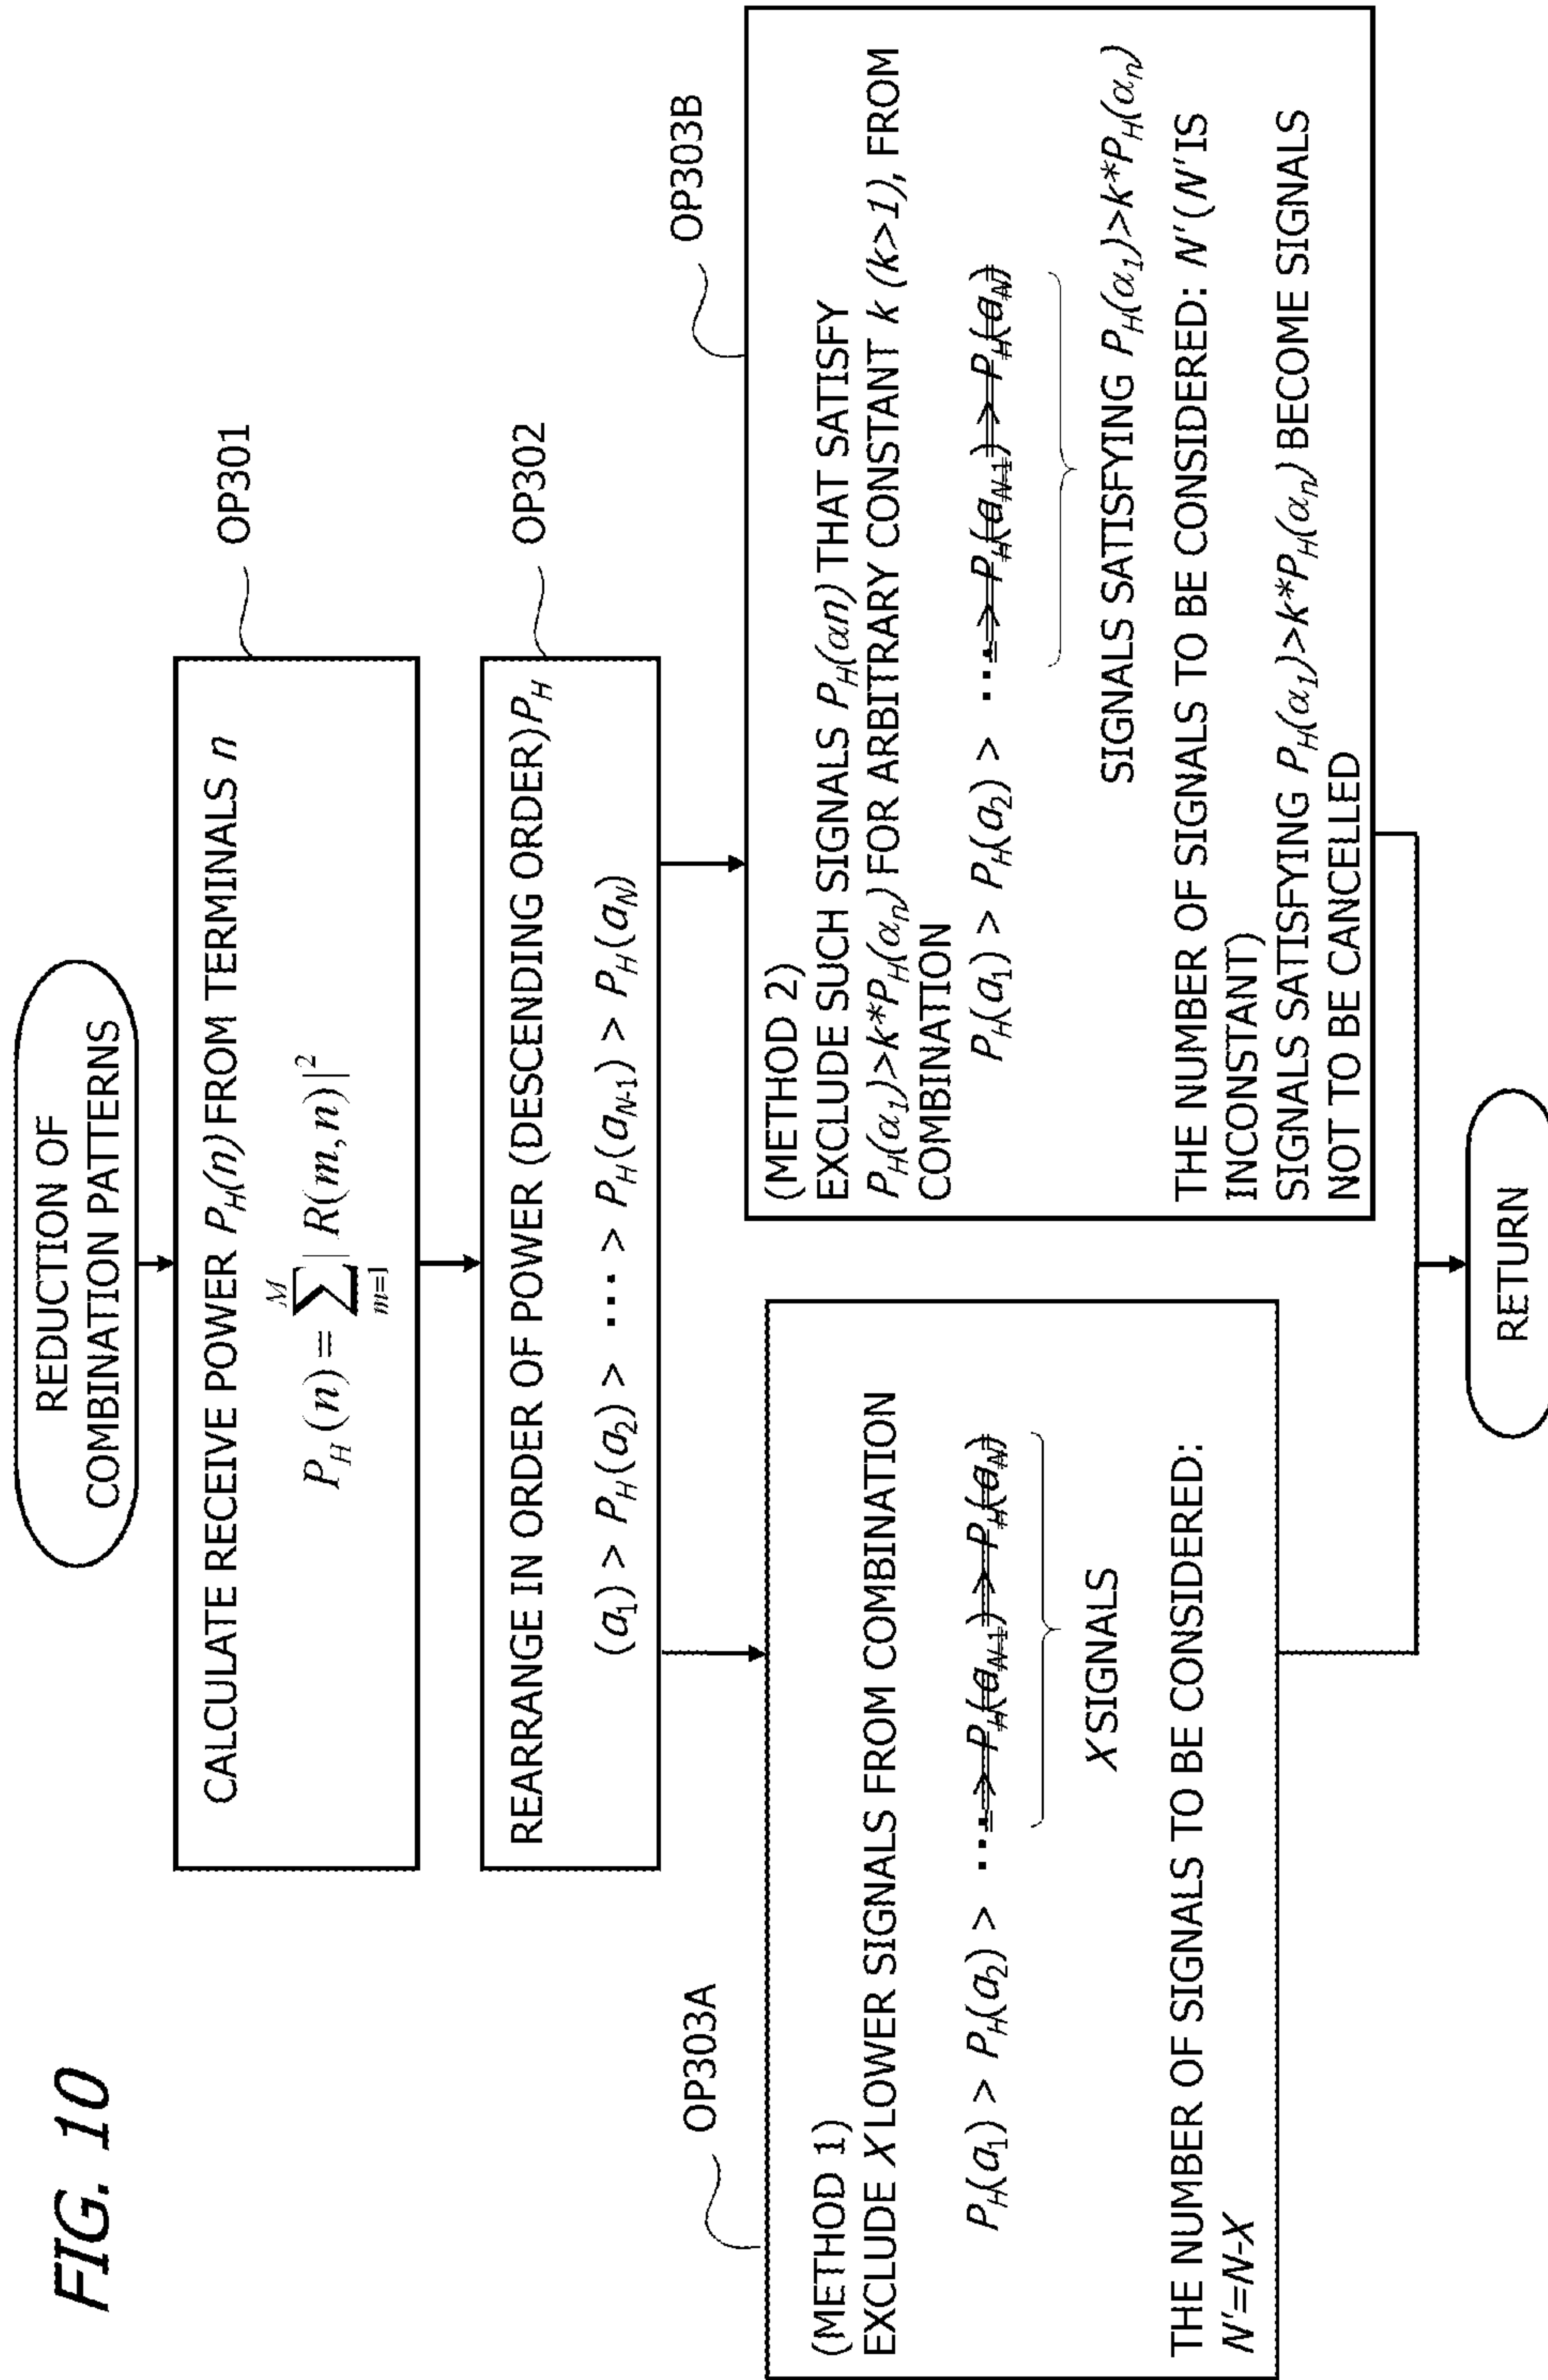 FIG. 10
REDUCTION OF
COMBINATION PATTERNS
OP301
CALCULATE RECEIVE POWER P_H(n) FROM TERMINALS n
P_H(n) = \sum_{m=1}^{M} | R(m,n) |^2
OP302
REARRANGE IN ORDER OF POWER (DESCENDING ORDER)P_H
(a_1) > P_H(a_2) > ··· > P_H(a_{N-1}) > P_H(a_N)
OP303A
(METHOD 1)
EXCLUDE X LOWER SIGNALS FROM COMBINATION
P_H(a_1) > P_H(a_2) > ··· > P_H(a_{N-1}) > P_H(a_N)
X SIGNALS
THE NUMBER OF SIGNALS TO BE CONSIDERED:
N'=N-X
OP303B
(METHOD 2)
EXCLUDE SUCH SIGNALS P_H(αn) THAT SATISFY
P_H(α_1)>k*P_H(α_n) FOR ARBITRARY CONSTANT k (k>1), FROM
COMBINATION
P_H(a_1) > P_H(a_2) > ··· > P_H(a_{N-1}) > P_H(a_N)
SIGNALS SATISFYING P_H(α_1)>k*P_H(α_n)
THE NUMBER OF SIGNALS TO BE CONSIDERED: N'(N' IS
INCONSTANT)
SIGNALS SATISFYING P_H(α_1)>k*P_H(α_n) BECOME SIGNALS
NOT TO BE CANCELLED
RETURN